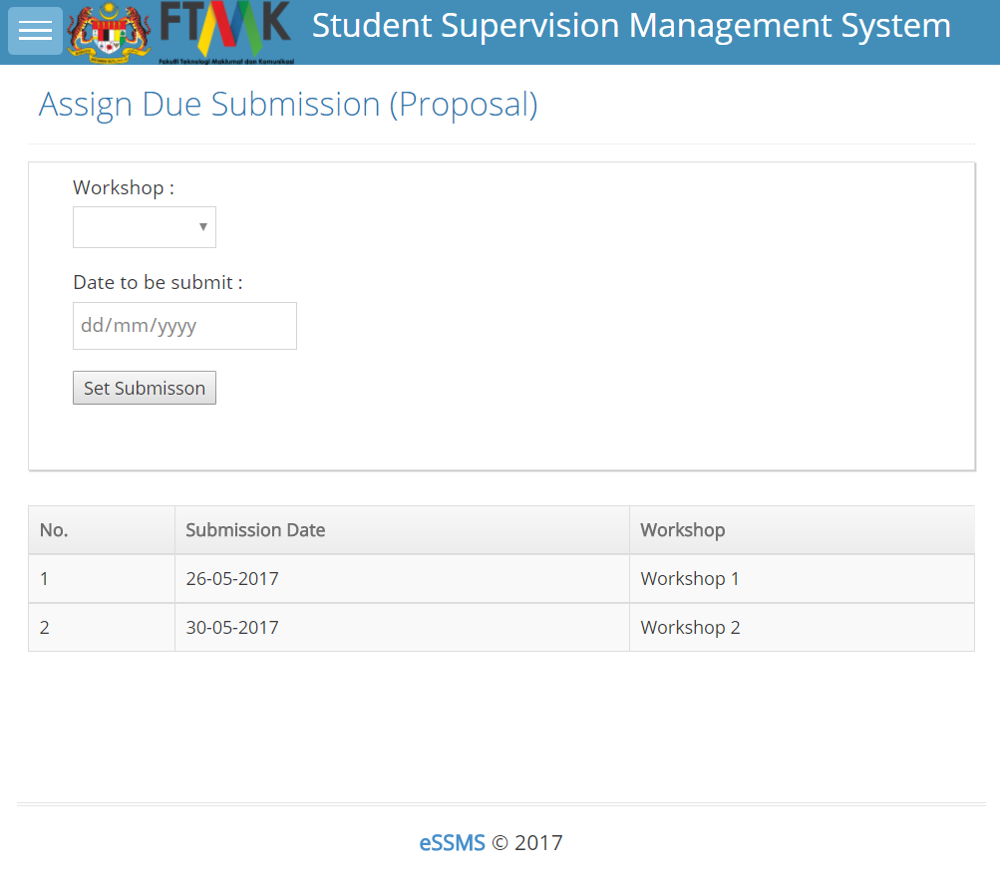 FTMK
Fakulti Teknologi Maklumat dan Komunikasi
Student Supervision Management System
Assign Due Submission (Proposal)
Workshop :
Date to be submit :
dd/mm/yyyy
Set Submisson
No. Submission Date Workshop
1 26-05-2017 Workshop 1
2 30-05-2017 Workshop 2
eSSMS © 2017